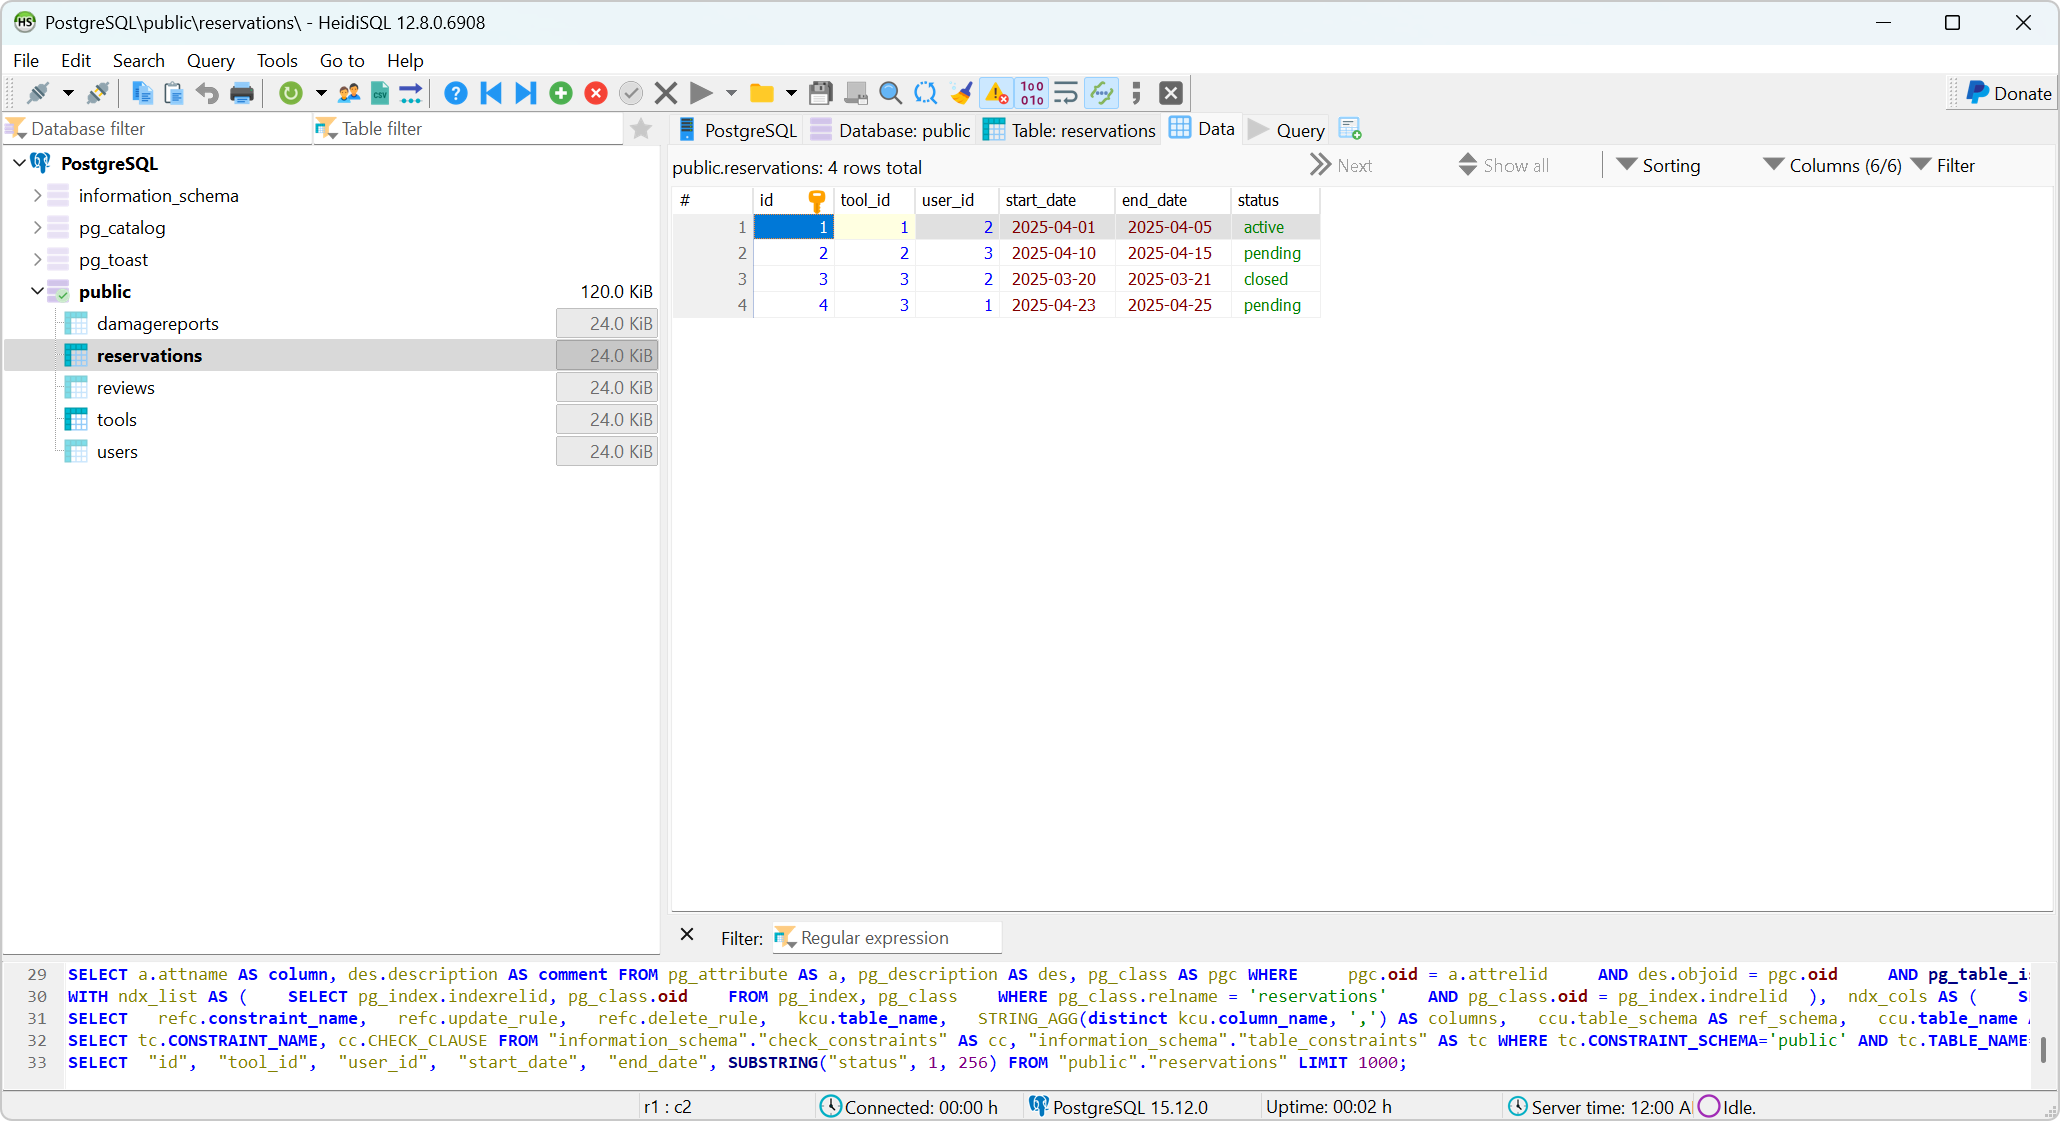 PostgreSQL\public\reservations\ - HeidiSQL 12.8.0.6908
File Edit Search Query Tools Go to Help
Donate
Database filter
Table filter
PostgreSQL
information_schema
pg_catalog
pg_toast
public 120.0 KiB
damagereports 24.0 KiB
reservations 24.0 KiB
reviews 24.0 KiB
tools 24.0 KiB
users 24.0 KiB
PostgreSQL Database: public Table: reservations Data Query
public.reservations: 4 rows total Next Show all Sorting Columns (6/6) Filter
# id tool_id user_id start_date end_date status
1 1 1 2 2025-04-01 2025-04-05 active
2 2 2 3 2025-04-10 2025-04-15 pending
3 3 3 2 2025-03-20 2025-03-21 closed
4 4 3 1 2025-04-23 2025-04-25 pending
Filter: Regular expression
29 SELECT a.attname AS column, des.description AS comment FROM pg_attribute AS a, pg_description AS des, pg_class AS pgc WHERE pgc.oid = a.attrelid AND des.objoid = pgc.oid AND pg_table_is
30 WITH ndx_list AS ( SELECT pg_index.indexrelid, pg_class.oid FROM pg_index, pg_class WHERE pg_class.relname = 'reservations' AND pg_class.oid = pg_index.indrelid ), ndx_cols AS (
31 SELECT refc.constraint_name, refc.update_rule, refc.delete_rule, kcu.table_name, STRING_AGG(distinct kcu.column_name, ',') AS columns, ccu.table_schema AS ref_schema, ccu.table_name
32 SELECT tc.CONSTRAINT_NAME, cc.CHECK_CLAUSE FROM "information_schema"."check_constraints" AS cc, "information_schema"."table_constraints" AS tc WHERE tc.CONSTRAINT_SCHEMA='public' AND tc.TABLE_NAME=
33 SELECT "id", "tool_id", "user_id", "start_date", "end_date", SUBSTRING("status", 1, 256) FROM "public"."reservations" LIMIT 1000;
r1 : c2 Connected: 00:00 h PostgreSQL 15.12.0 Uptime: 00:02 h Server time: 12:00 A Idle.